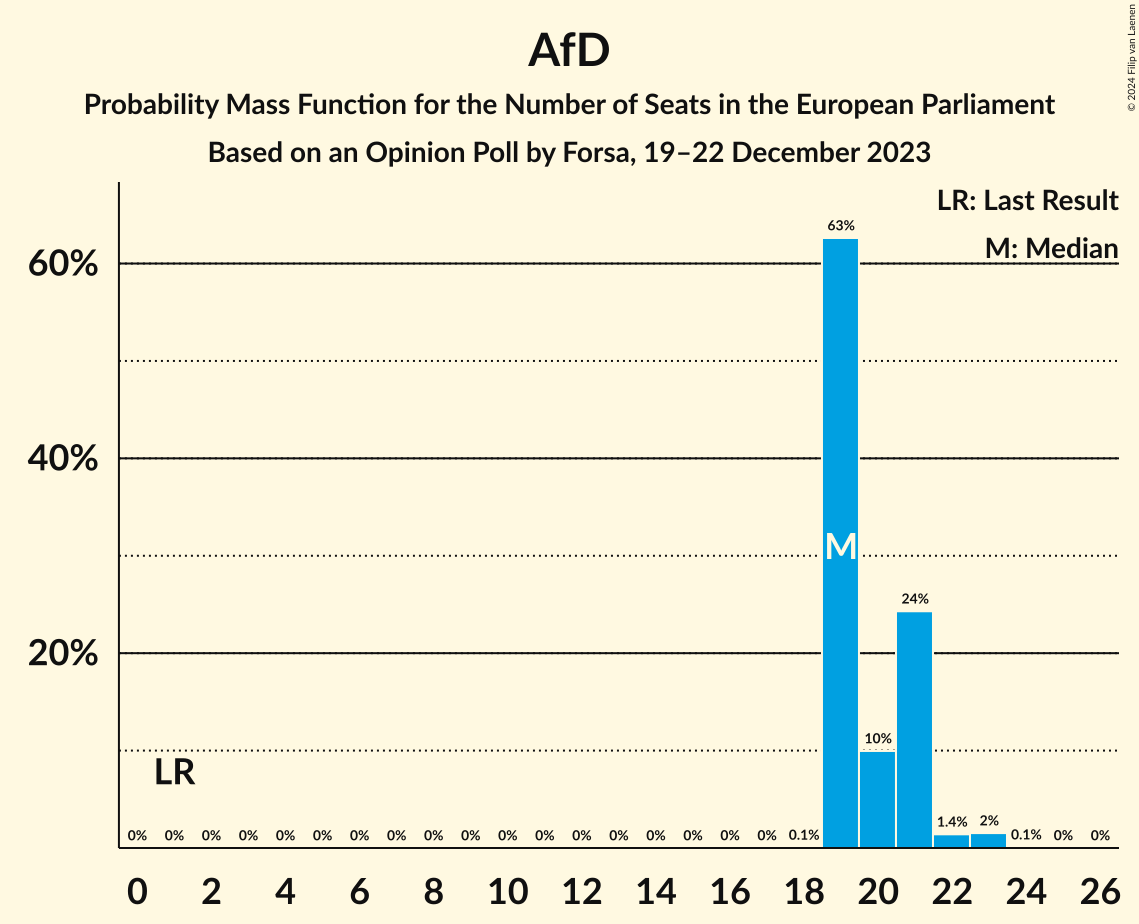 AfD
Probability Mass Function for the Number of Seats in the European Parliament
Based on an Opinion Poll by Forsa, 19–22 December 2023
© 2024 Filip van Laenen
LR: Last Result
M: Median
63%
60%
40%
M
24%
20%
10%
LR
0% 0% 0% 0% 0% 0% 0% 0% 0% 0% 0% 0% 0% 0% 0% 0% 0% 0% 0.1% 1.4% 2% 0.1% 0% 0%
0 2 4 6 8 10 12 14 16 18 20 22 24 26